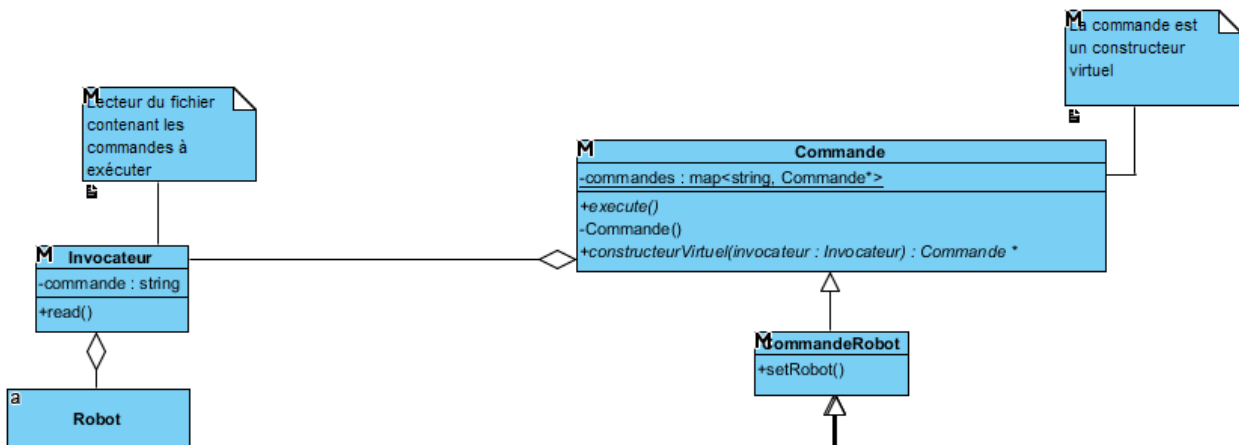 La commande est
un constructeur
virtuel
Lecteur du fichier
contenant les
commandes à
exécuter
M
Commande
-commandes : map<string, Commande*>
+execute()
-Commande()
+constructeurVirtuel(invocateur : Invocateur) : Commande *
M
Invocateur
-commande : string
+read()
CommandeRobot
+setRobot()
a
Robot